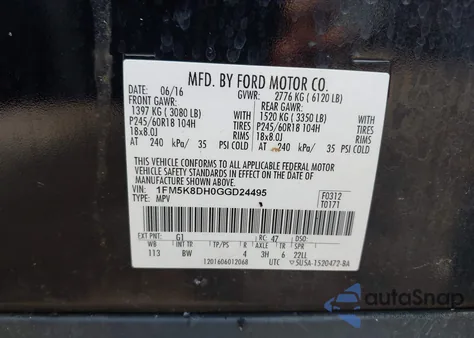 MFD. BY FORD MOTOR CO.
DATE: 06/16 GVWR: 2776 KG ( 6120 LB)
FRONT GAWR: REAR GAWR:
1397 KG ( 3080 LB) WITH 1520 KG ( 3350 LB) WITH
P245/60R18 104H TIRES P245/60R18 104H TIRES
18x8.0J RIMS 18x8.0J RIMS
AT 240 kPa/ 35 PSI COLD AT 240 kPa/ 35 PSI COLD
THIS VEHICLE CONFORMS TO ALL APPLICABLE FEDERAL MOTOR
VEHICLE SAFETY AND THEFT PREVENTION STANDARDS IN EFFECT ON THE DATE
VIN: 1FM5K8DH0GGD24495 F0312
TYPE: MPV T0171
EXT PNT: G1 RC: 47 DSO:
WB INT TR TP/PS R AXLE TR SPR
113 BW 4 3H 6 22LL
1201606012068 UTC 5U5A-1520472-BA
autoSnap